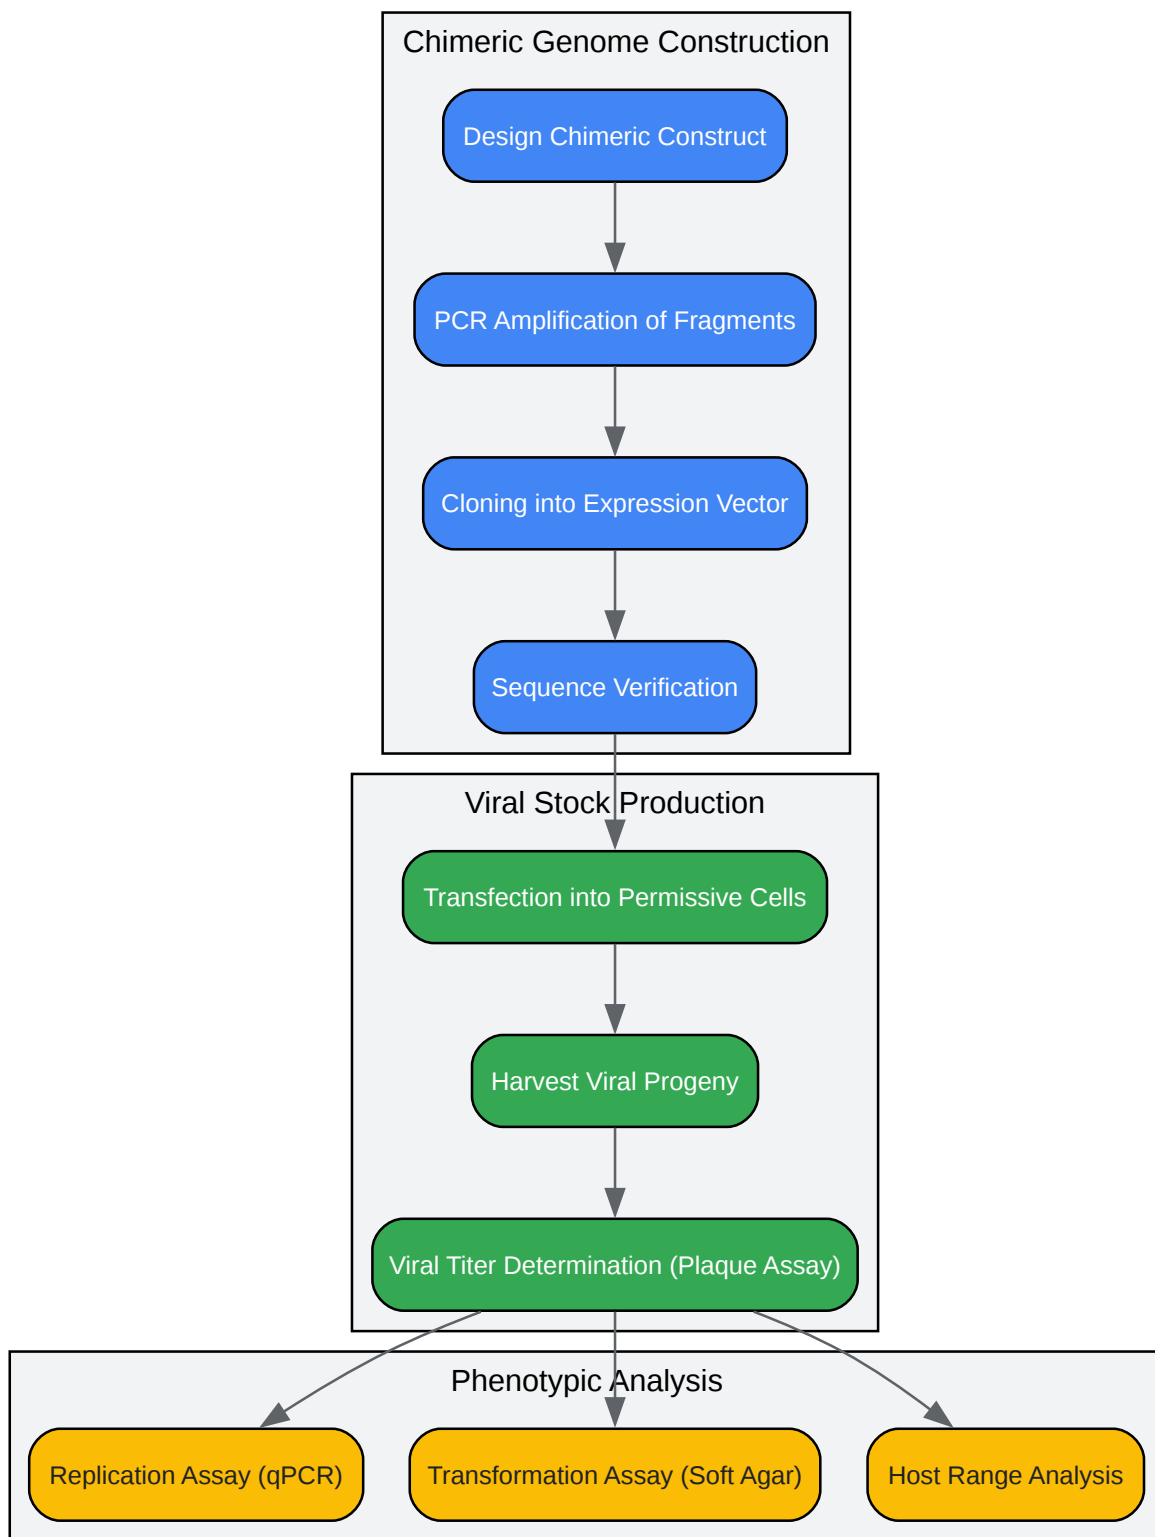 Chimeric Genome Construction
Design Chimeric Construct
PCR Amplification of Fragments
Cloning into Expression Vector
Sequence Verification
Viral Stock Production
Transfection into Permissive Cells
Harvest Viral Progeny
Viral Titer Determination (Plaque Assay)
Phenotypic Analysis
Replication Assay (qPCR)
Transformation Assay (Soft Agar)
Host Range Analysis